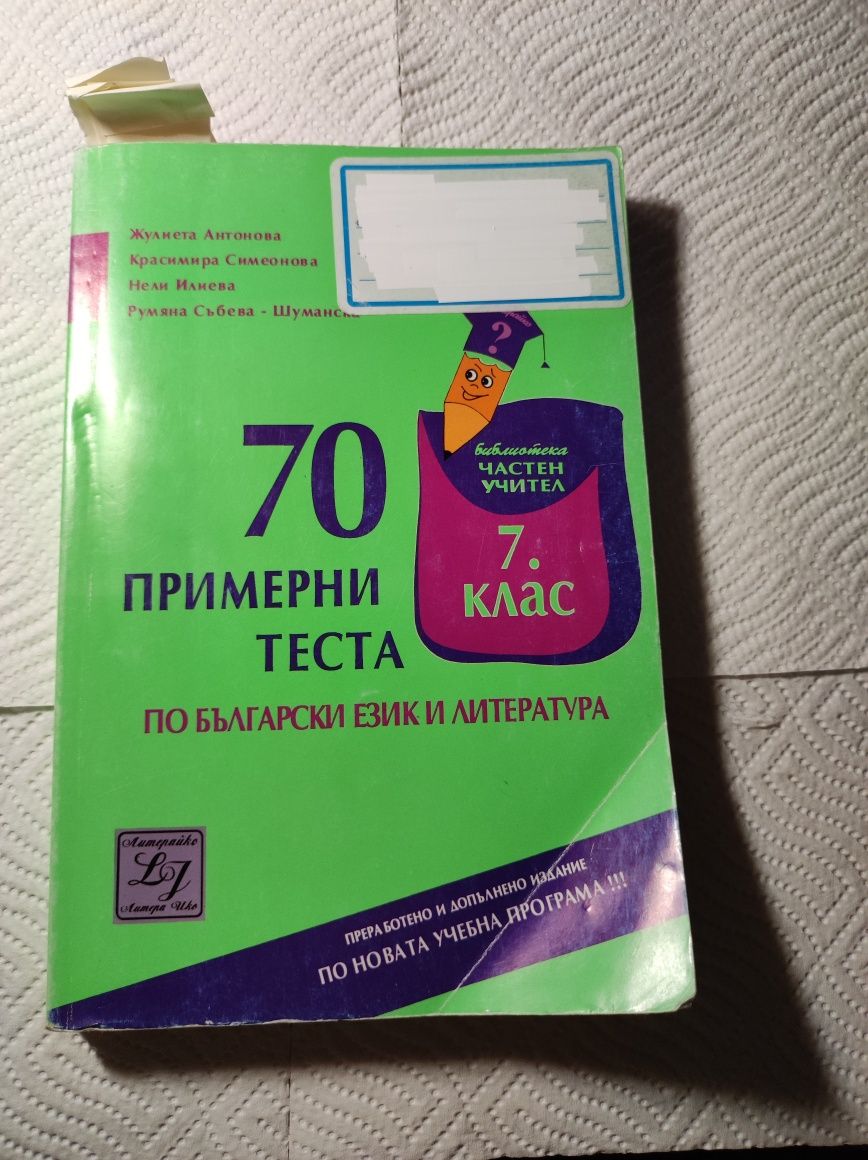 Жулиета Антонова
Красимира Симеонова
Нели Илиева
Румяна Събева - Шуманска
?
библиотека
ЧАСТЕН
УЧИТЕЛ
7.
клас
70
ПРИМЕРНИ
ТЕСТА
ПО БЪЛГАРСКИ ЕЗИК И ЛИТЕРАТУРА
Литерайко
LJ
Литера Ико
ПРЕРАБОТЕНО И ДОПЪЛНЕНО ИЗДАНИЕ
ПО НОВАТА УЧЕБНА ПРОГРАМА !!!